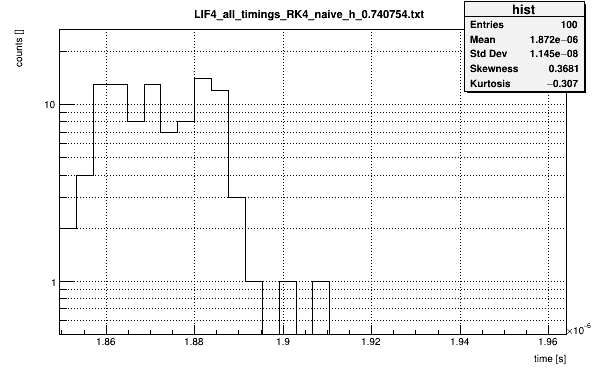 LIF4_all_timings_RK4_naive_h_0.740754.txt
hist
Entries 100
Mean 1.872e−06
Std Dev 1.145e−08
Skewness 0.3681
Kurtosis −0.307
counts []
10
1
1.86 1.88 1.9 1.92 1.94 1.96
×10⁻⁶
time [s]